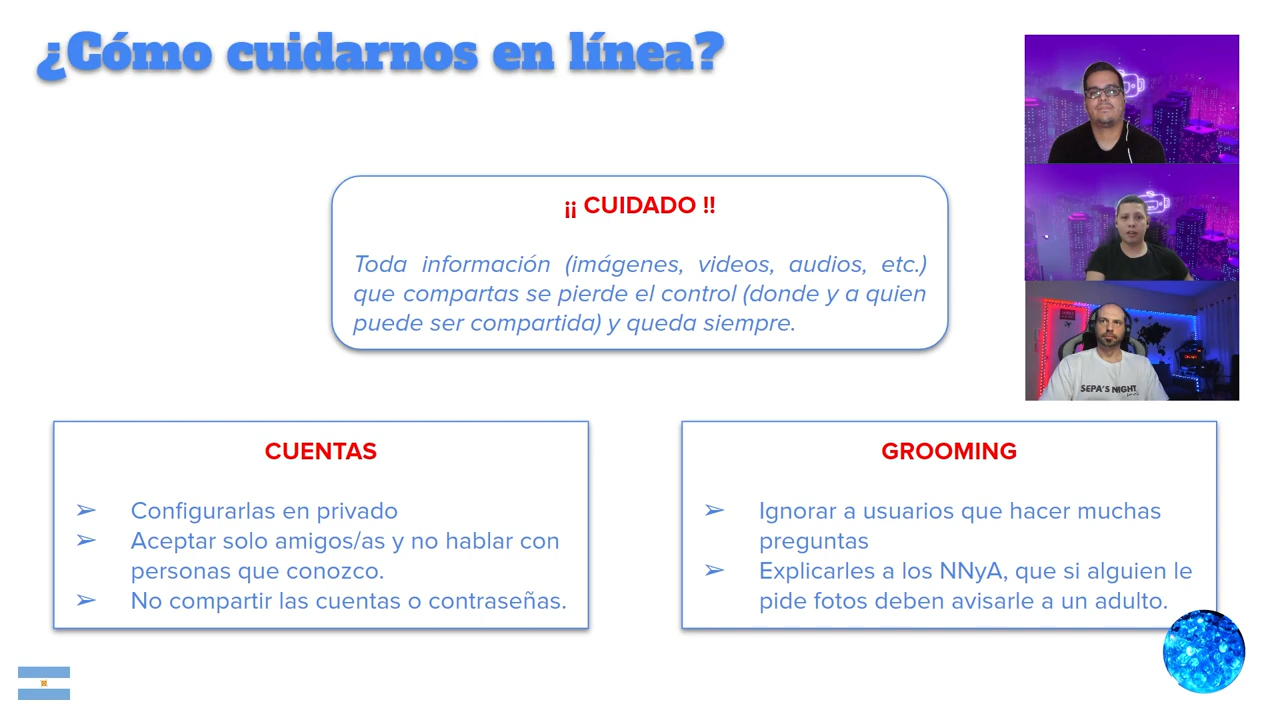 ¿Cómo cuidarnos en línea?
¡¡ CUIDADO !!
Toda información (imágenes, videos, audios, etc.)
que compartas se pierde el control (donde y a quien
puede ser compartida) y queda siempre.
CUENTAS
➢ Configurarlas en privado
➢ Aceptar solo amigos/as y no hablar con
personas que conozco.
➢ No compartir las cuentas o contraseñas.
GROOMING
➢ Ignorar a usuarios que hacer muchas
preguntas
➢ Explicarles a los NNyA, que si alguien le
pide fotos deben avisarle a un adulto.
SEPA'S NIGHT